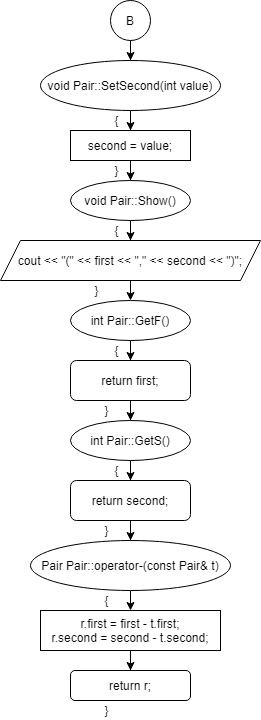 B
void Pair::SetSecond(int value)
{
second = value;
}
void Pair::Show()
{
cout << "(" << first << "," << second << ")";
}
int Pair::GetF()
{
return first;
}
int Pair::GetS()
{
return second;
}
Pair Pair::operator-(const Pair& t)
{
r.first = first - t.first;
r.second = second - t.second;
return r;
}